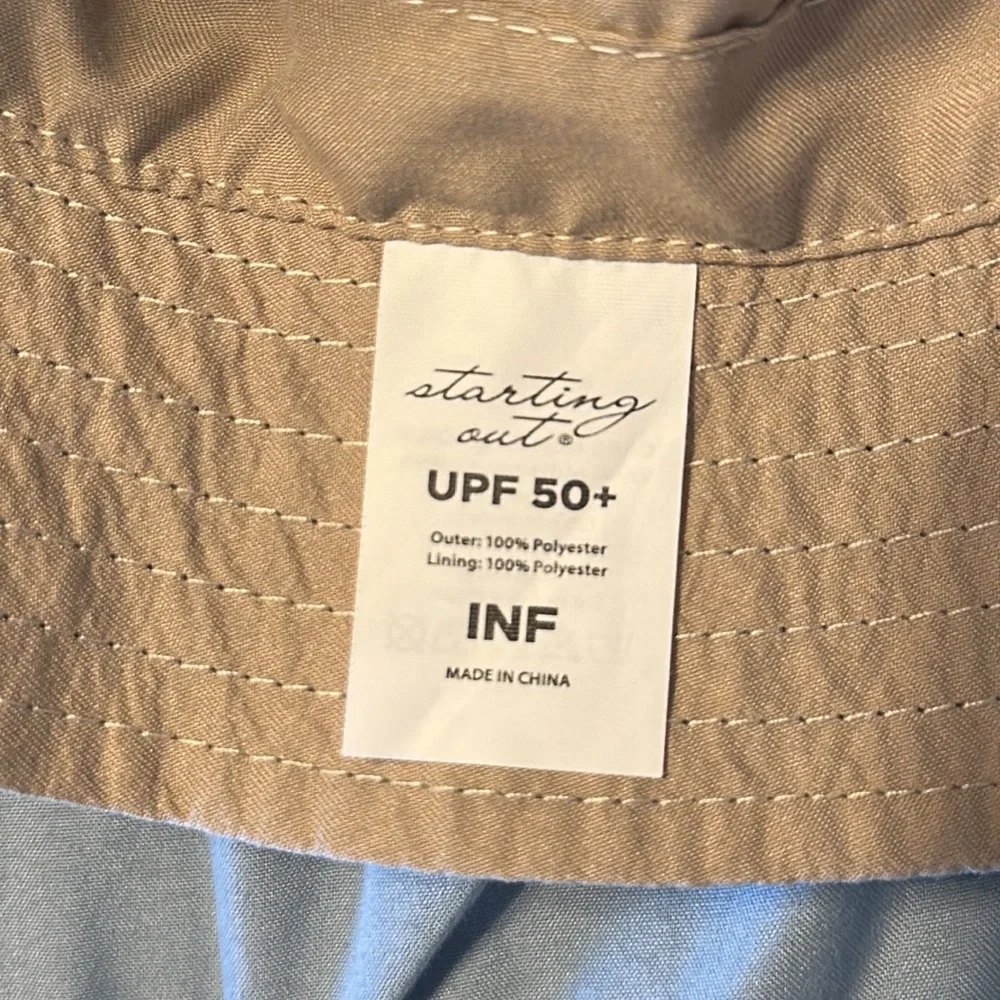 starting
out®
UPF 50+
Outer: 100% Polyester
Lining: 100% Polyester
INF
MADE IN CHINA